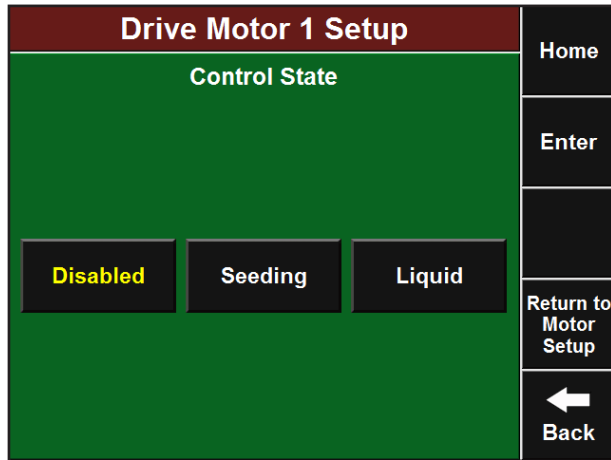 Drive Motor 1 Setup
Control State
Disabled
Seeding
Liquid
Home
Enter
Return to
Motor
Setup
Back